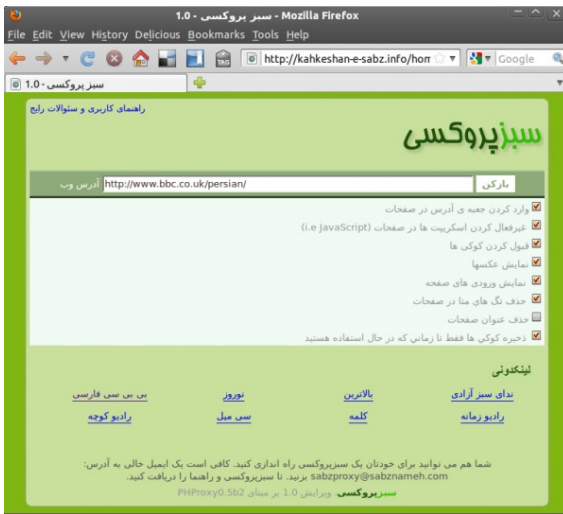 سبز پروکسی - 1.0 - Mozilla Firefox
File Edit View History Delicious Bookmarks Tools Help
TAG http://kahkeshan-e-sabz.info/hom Google
سبز پروکسی - 1.0
راهنمای کاربری و سئوالات رایج
سبزپروکسی
آدرس وب http://www.bbc.co.uk/persian/ بازکن
وارد کردن جعبه ی آدرس در صفحات
غیرفعال کردن اسکریپت ها در صفحات (i.e JavaScript)
قبول کردن کوکی ها
نمایش عکسها
نمایش ورودی های صفحه
حذف تگ های متا در صفحات
حذف عنوان صفحات
ذخیره کوکي ها فقط تا زماني که در حال استفاده هستید
لینکدونی
ندای سبز آزادی بالاترین نوروز بی بی سی فارسی
رادیو زمانه کلمه سی میل رادیو کوچه
شما هم می توانید برای خودتان یک سبزپروکسی راه اندازی کنید. کافی است یک ایمیل خالی به آدرس:
sabzproxy@sabznameh.com بزنید. تا سبزپروکسی و راهنما را دریافت کنید.
سبزپروکسی. ویرایش 1.0 بر مبنای PHProxy0.5b2